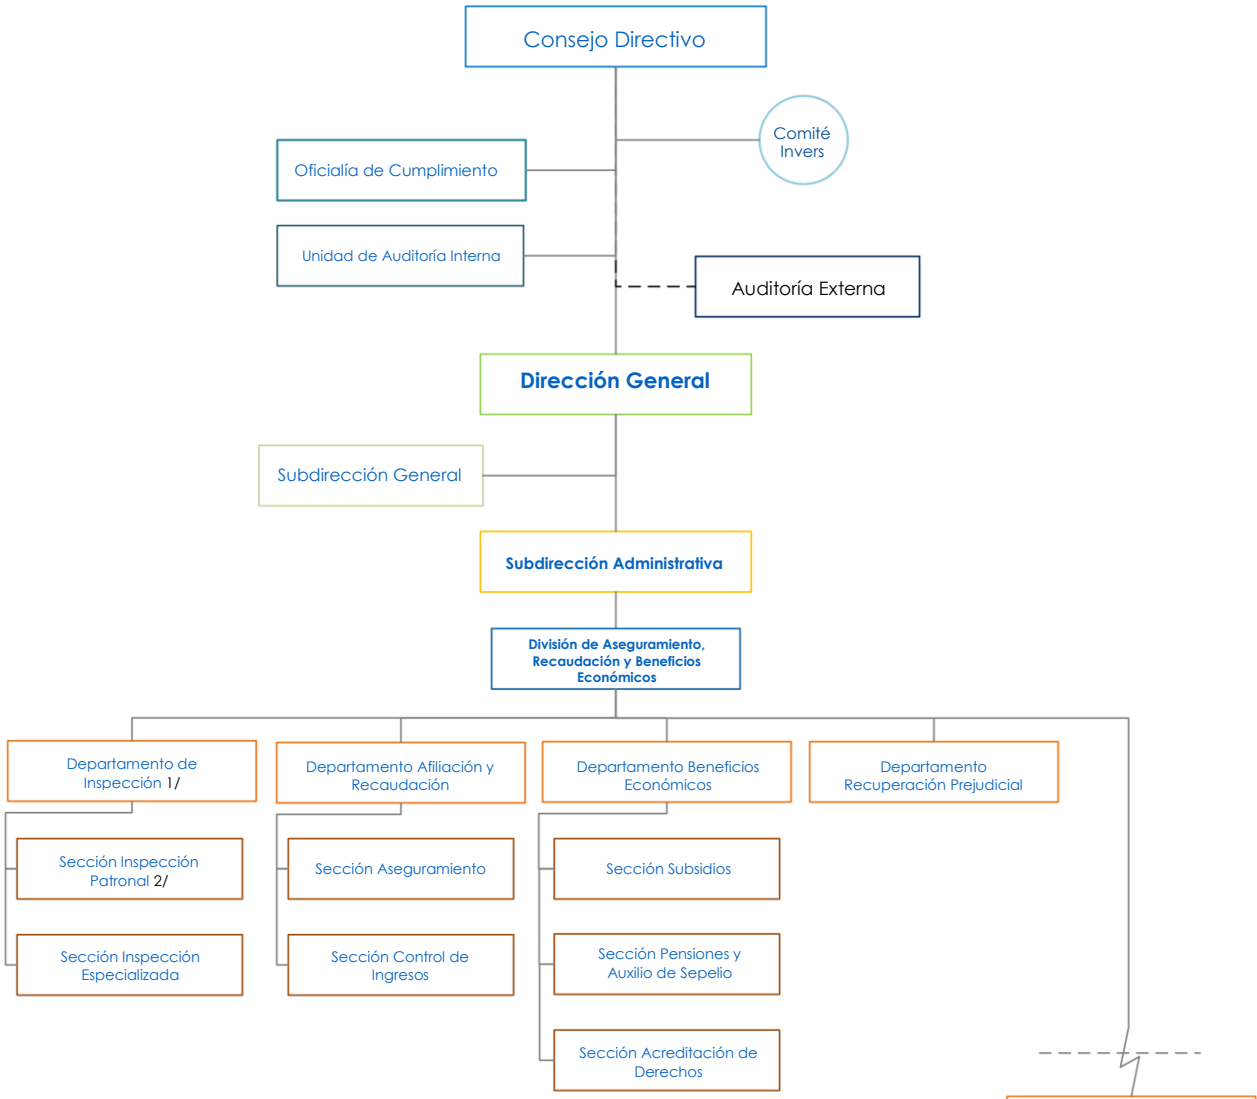 Consejo Directivo
Comité
Invers
Oficialía de Cumplimiento
Unidad de Auditoría Interna
Auditoría Externa
Dirección General
Subdirección General
Subdirección Administrativa
División de Aseguramiento,
Recaudación y Beneficios
Económicos
Departamento de
Inspección 1/
Departamento Afiliación y
Recaudación
Departamento Beneficios
Económicos
Departamento
Recuperación Prejudicial
Sección Inspección
Patronal 2/
Sección Aseguramiento
Sección Subsidios
Sección Inspección
Especializada
Sección Control de
Ingresos
Sección Pensiones y
Auxilio de Sepelio
Sección Acreditación de
Derechos